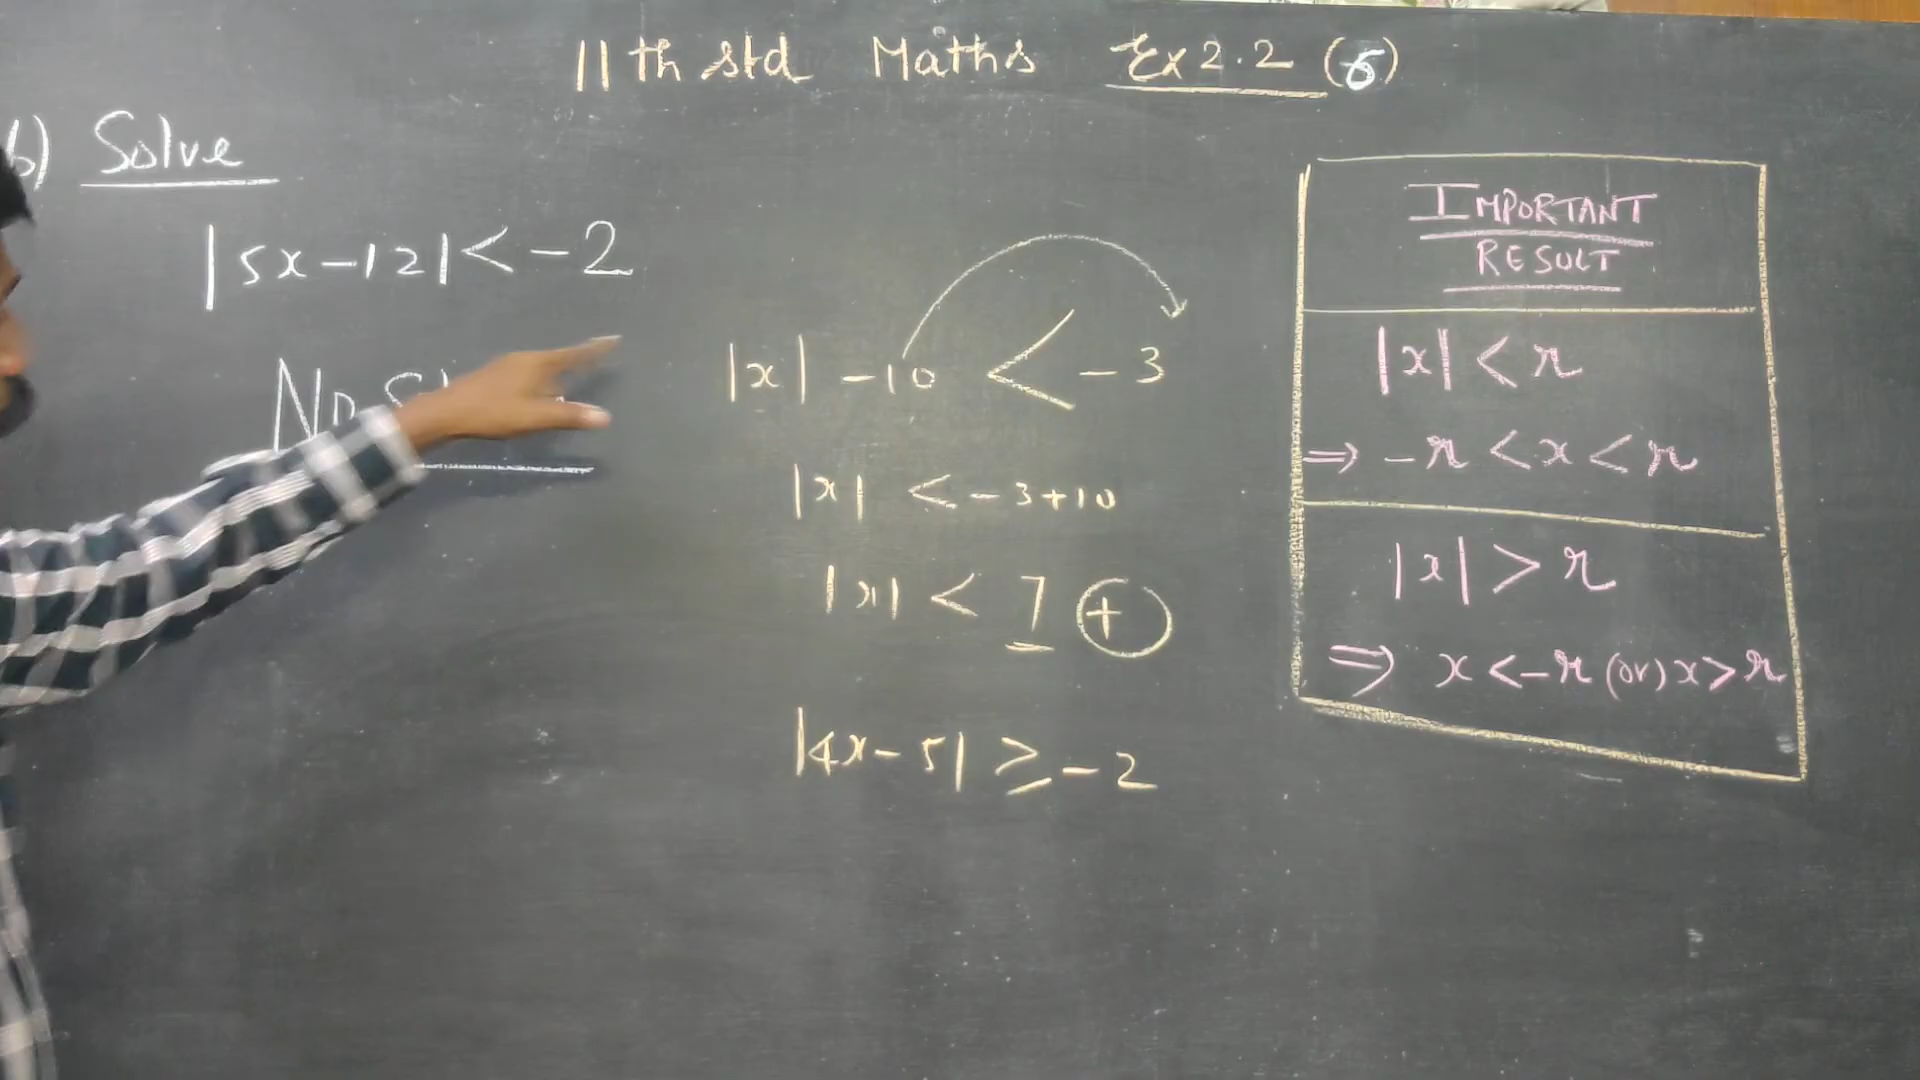 11th std Maths Ex 2.2 (6)
6) Solve
|5x-12| < -2
No
|x| -10 < -3
|x| < -3+10
|x| < 7 +
|4x-5| ≥ -2
IMPORTANT
RESULT
|x| < r
⇒ -r < x < r
|x| > r
⇒ x < -r (or) x > r